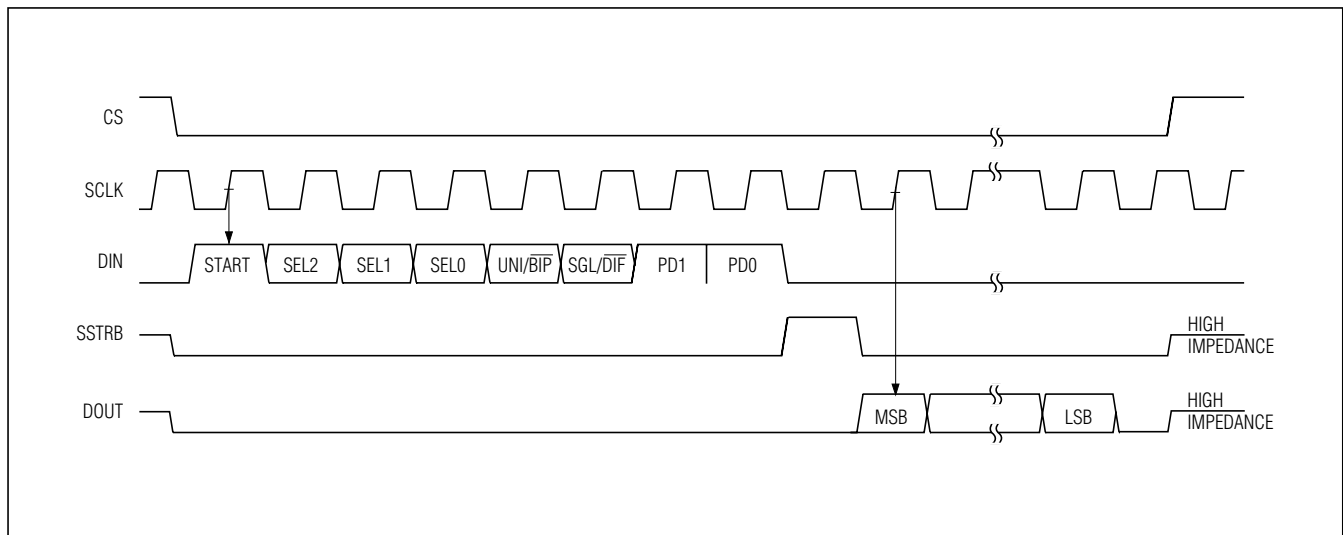 CS
SCLK
DIN
START SEL2 SEL1 SEL0 UNI/BIP SGL/DIF PD1 PD0
SSTRB
HIGH
IMPEDANCE
DOUT
MSB LSB
HIGH
IMPEDANCE